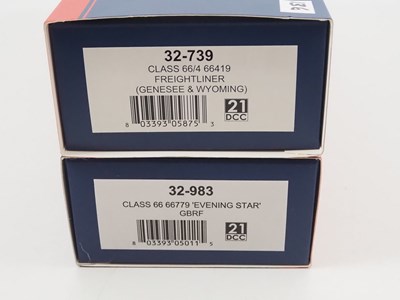 32-739
CLASS 66/4 66419
FREIGHTLINER
(GENESEE & WYOMING)
8 03393 05875 3
21
DCC
32-983
CLASS 66 66779 'EVENING STAR'
GBRF
8 03393 05011 5
21
DCC